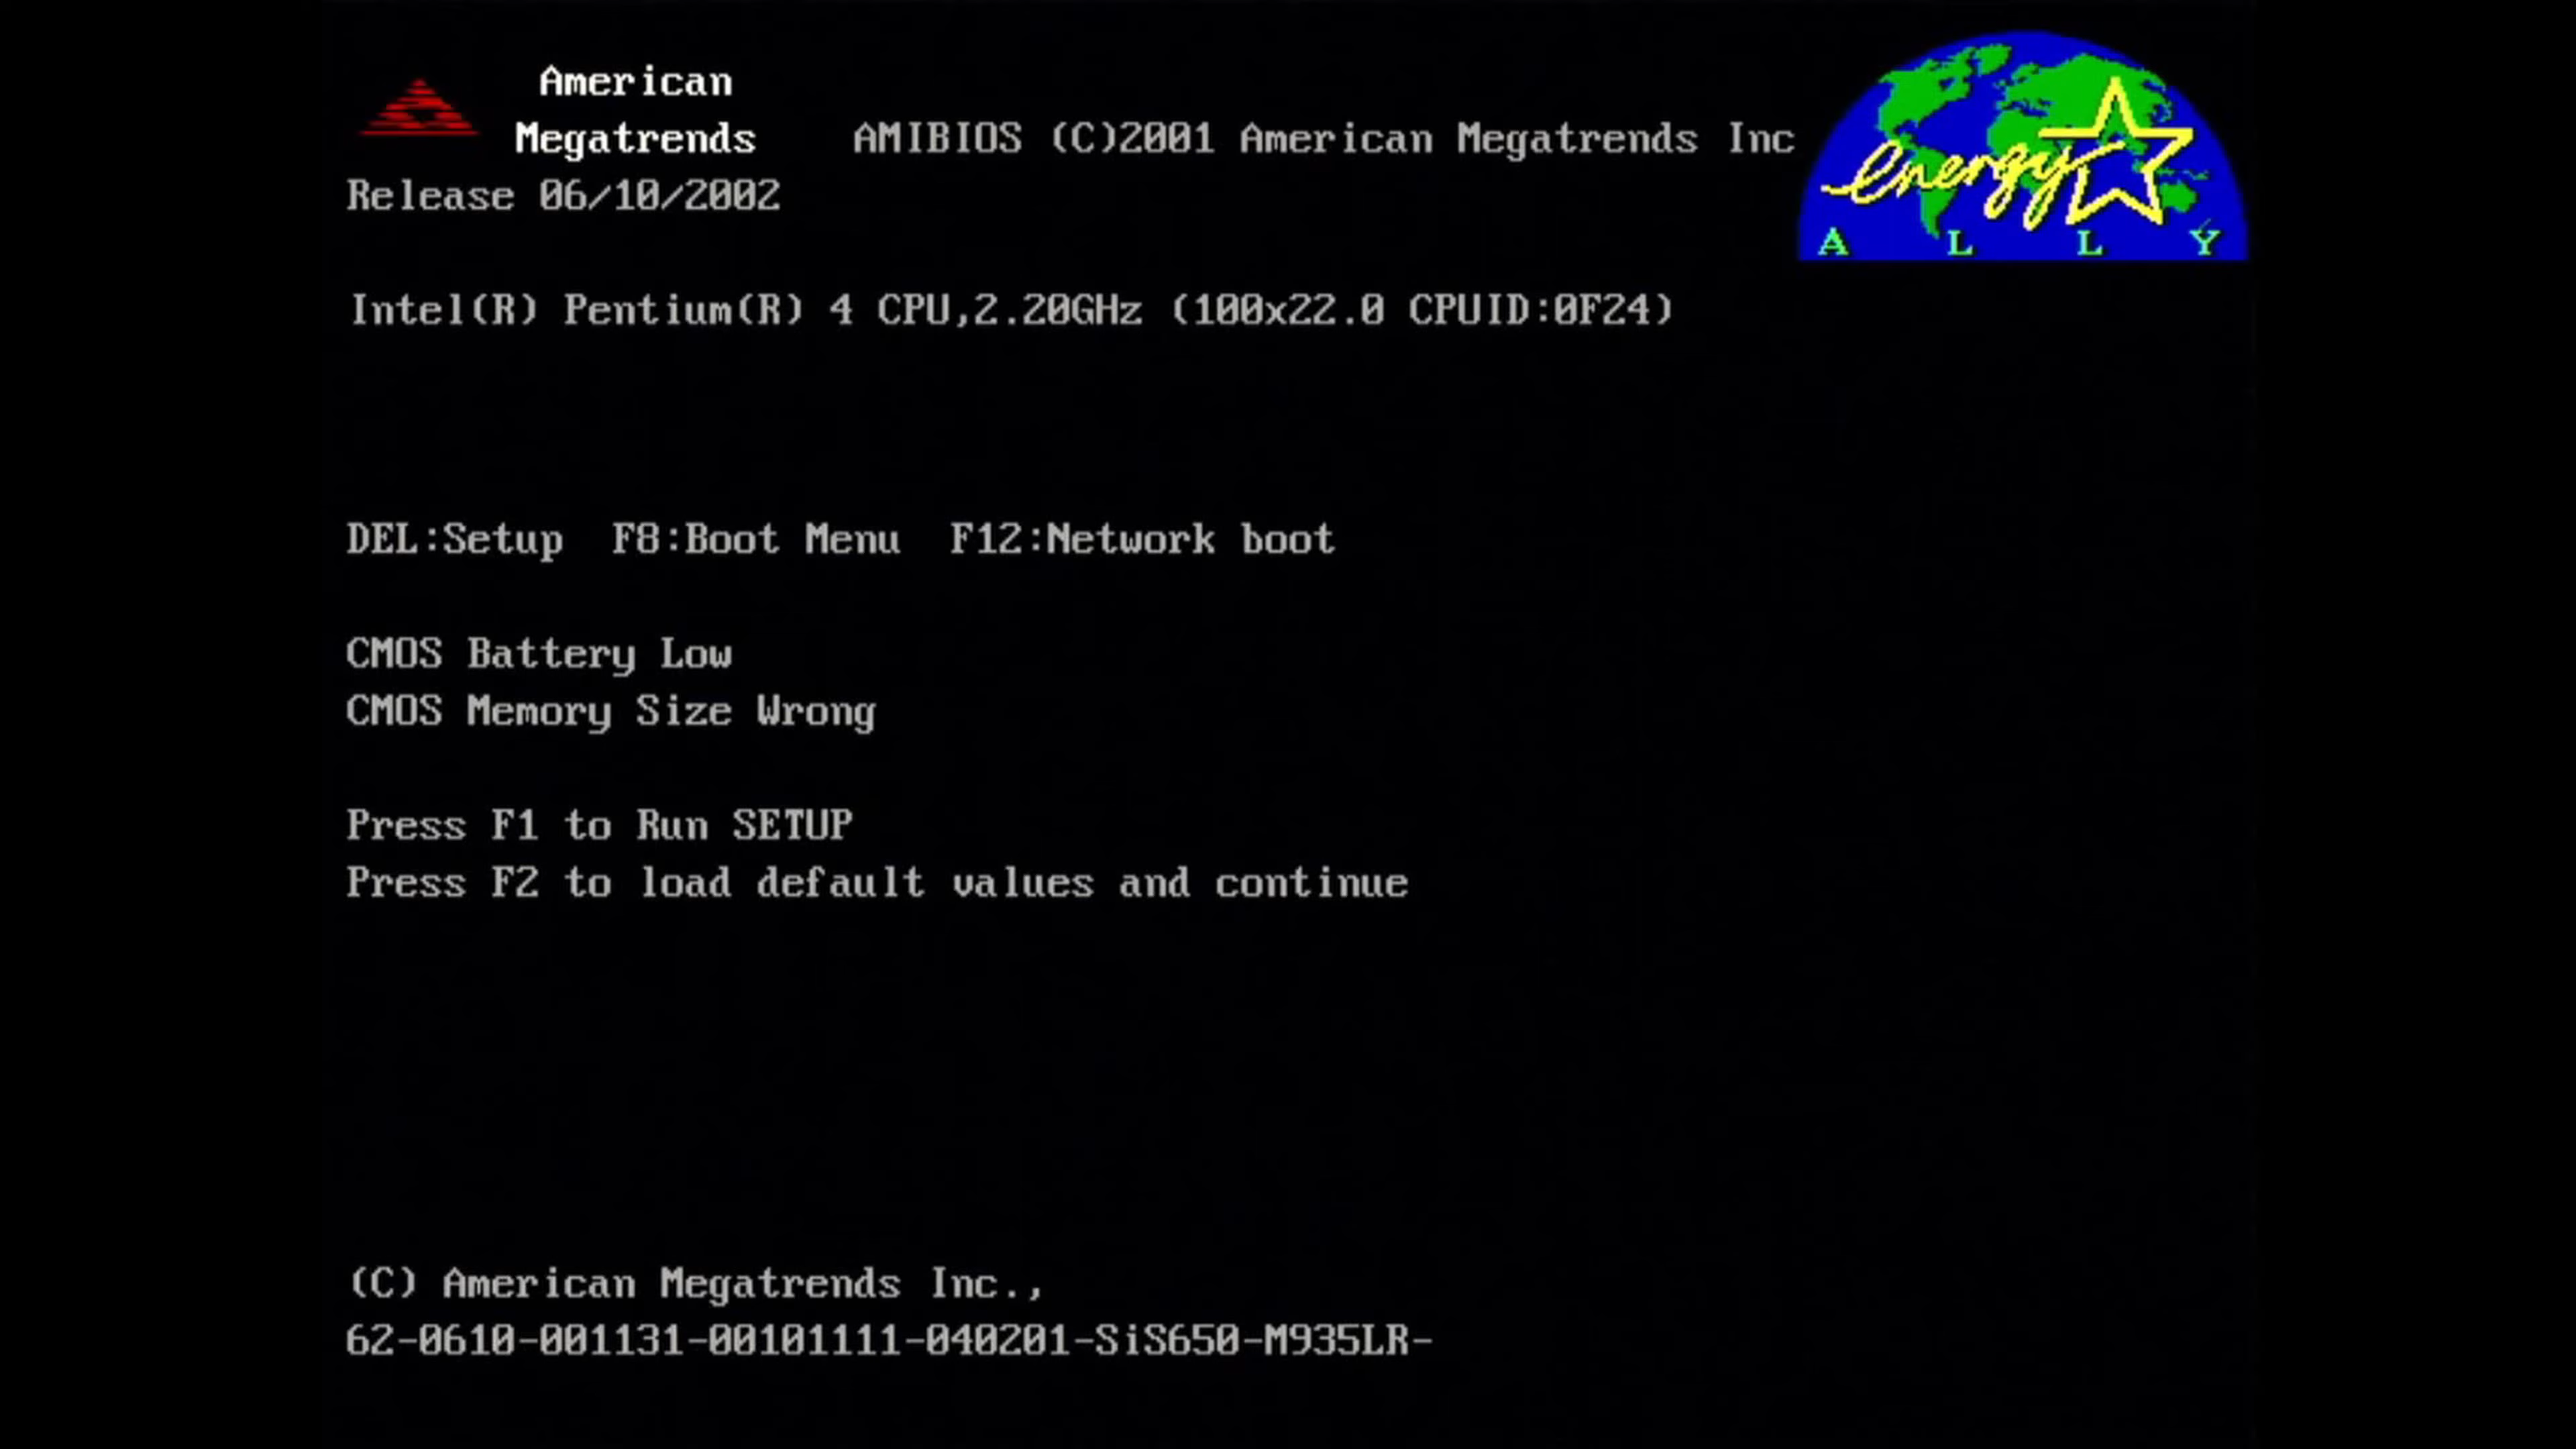 American
Megatrends AMIBIOS (C)2001 American Megatrends Inc
Release 06/10/2002
energy
A L L Y
Intel(R) Pentium(R) 4 CPU,2.20GHz (100x22.0 CPUID:0F24)
DEL:Setup F8:Boot Menu F12:Network boot
CMOS Battery Low
CMOS Memory Size Wrong
Press F1 to Run SETUP
Press F2 to load default values and continue
(C) American Megatrends Inc.,
62-0610-001131-00101111-040201-SiS650-M935LR-